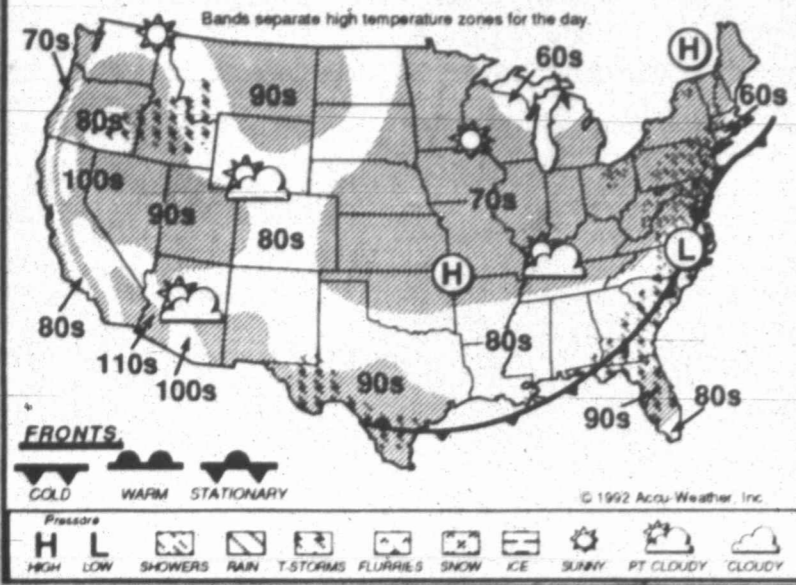 Bands separate high temperature zones for the day.
70s
60s
H
90s
60s
80s
100s
70s
90s
80s
L
H
80s
80s
110s
100s
90s
90s
80s
FRONTS
COLD WARM STATIONARY
© 1992 Accu-Weather, Inc
Pressure
H L
HIGH LOW SHOWERS RAIN T-STORMS FLURRIES SNOW ICE SUNNY PT CLOUDY CLOUDY